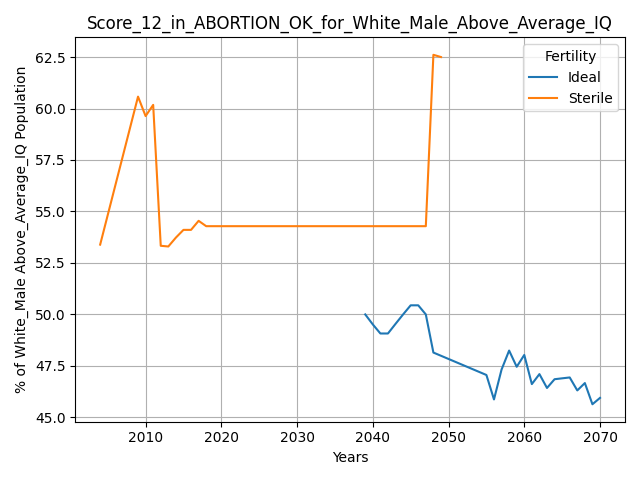 Score_12_in_ABORTION_OK_for_White_Male_Above_Average_IQ
Fertility
Ideal
Sterile
% of White_Male Above_Average_IQ Population
62.5
60.0
57.5
55.0
52.5
50.0
47.5
45.0
2010 2020 2030 2040 2050 2060 2070
Years